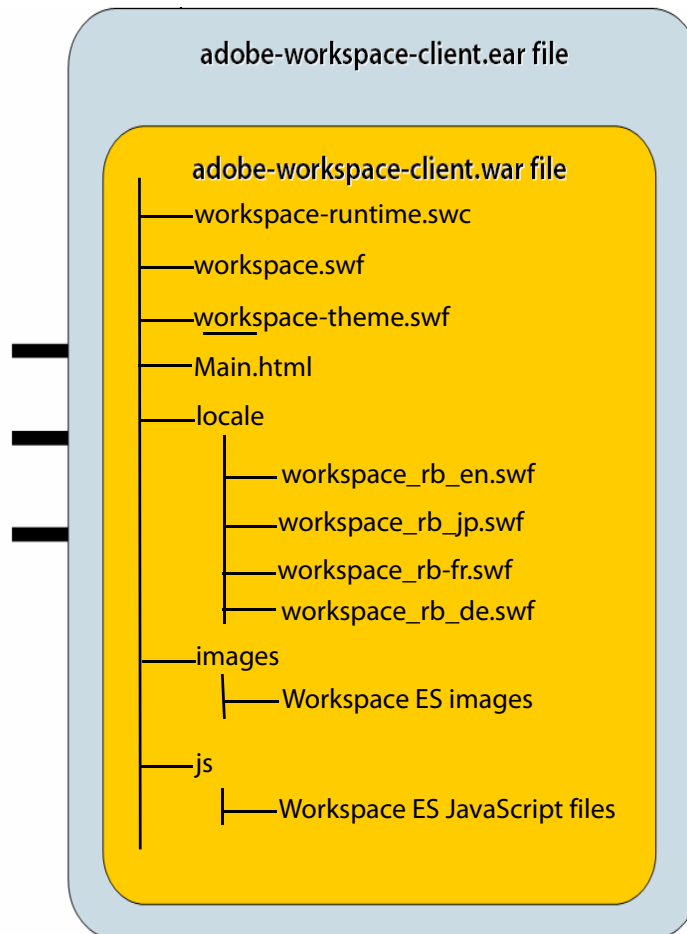 adobe-workspace-client.ear file
adobe-workspace-client.war file
workspace-runtime.swc
workspace.swf
workspace-theme.swf
Main.html
locale
workspace_rb_en.swf
workspace_rb_jp.swf
workspace_rb-fr.swf
workspace_rb_de.swf
images
Workspace ES images
js
Workspace ES JavaScript files